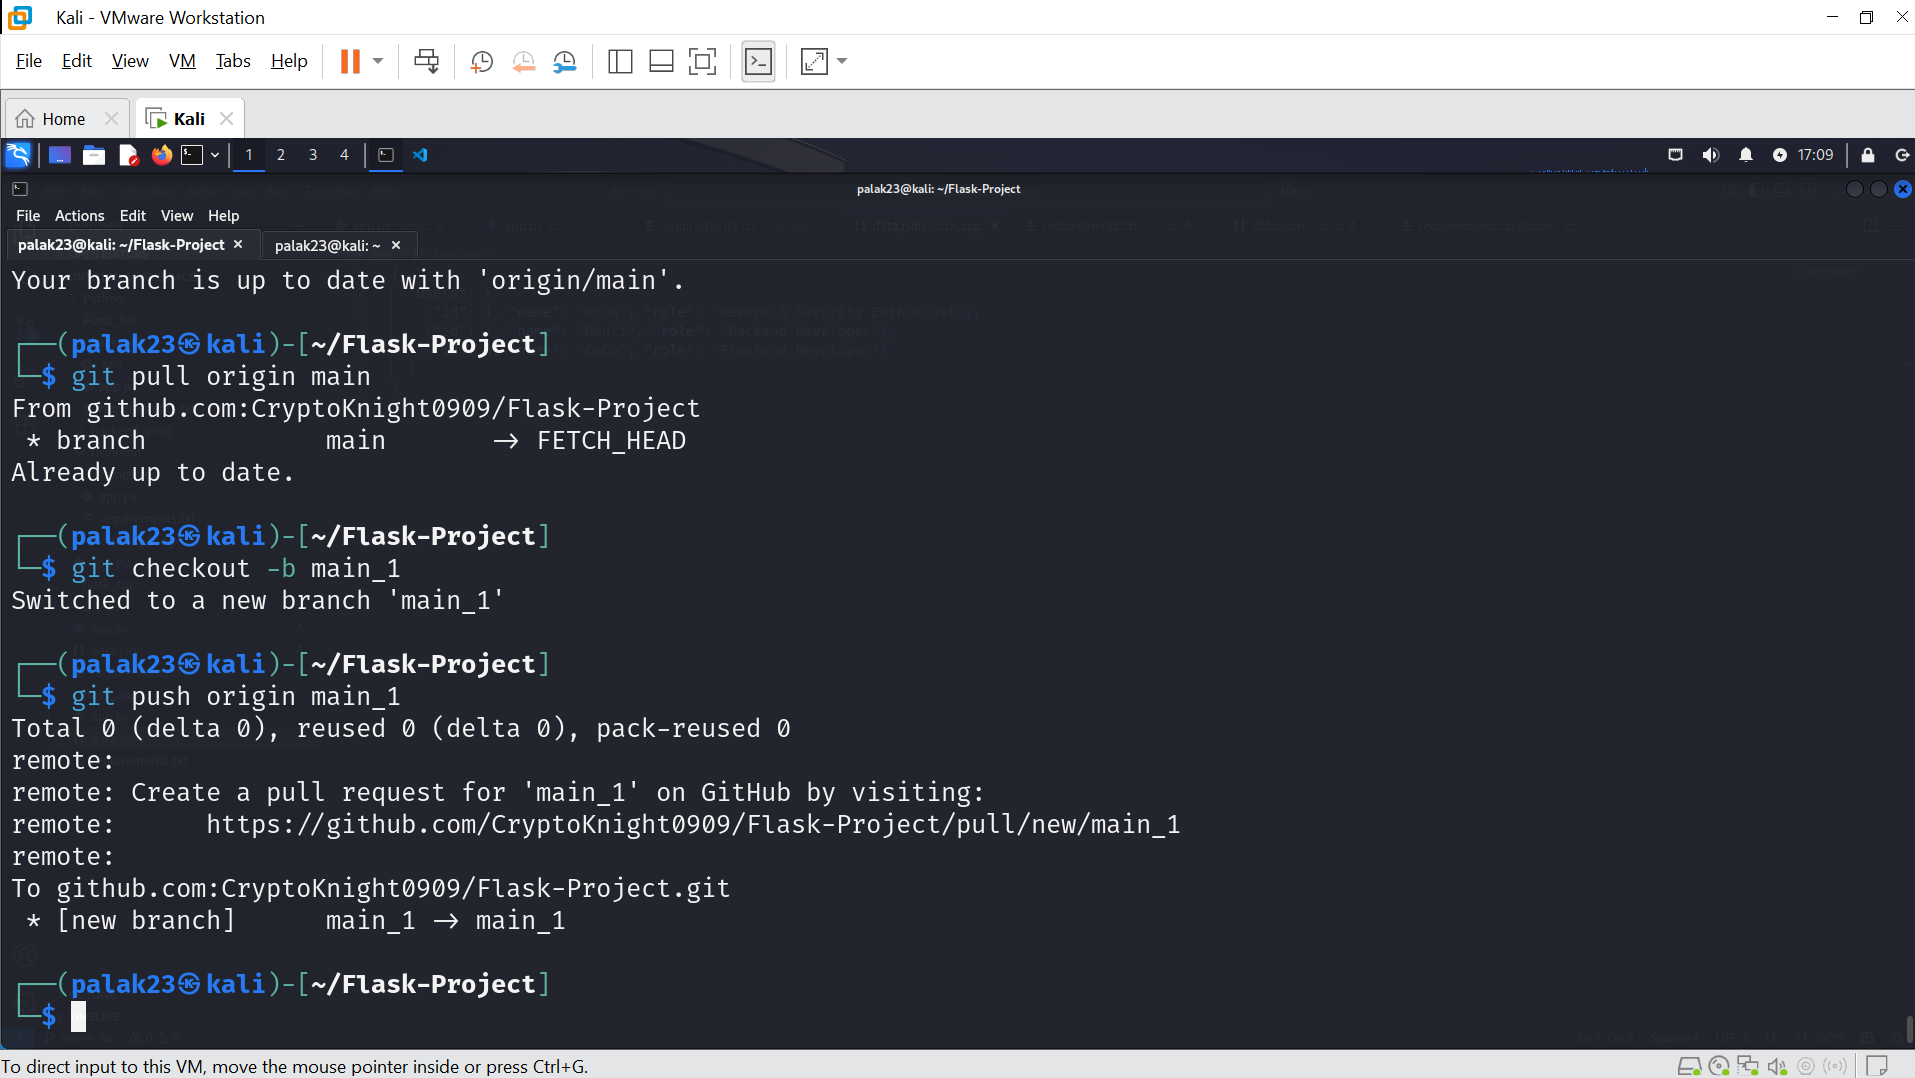 Kali - VMware Workstation
File Edit View VM Tabs Help
Home Kali
1 2 3 4 17:09
palak23@kali: ~/Flask-Project
File Actions Edit View Help
palak23@kali: ~/Flask-Project palak23@kali: ~
Your branch is up to date with 'origin/main'.
(palak23㉿kali)-[~/Flask-Project]
$ git pull origin main
From github.com:CryptoKnight0909/Flask-Project
* branch main → FETCH_HEAD
Already up to date.
(palak23㉿kali)-[~/Flask-Project]
$ git checkout -b main_1
Switched to a new branch 'main_1'
(palak23㉿kali)-[~/Flask-Project]
$ git push origin main_1
Total 0 (delta 0), reused 0 (delta 0), pack-reused 0
remote:
remote: Create a pull request for 'main_1' on GitHub by visiting:
remote: https://github.com/CryptoKnight0909/Flask-Project/pull/new/main_1
remote:
To github.com:CryptoKnight0909/Flask-Project.git
* [new branch] main_1 → main_1
(palak23㉿kali)-[~/Flask-Project]
$
To direct input to this VM, move the mouse pointer inside or press Ctrl+G.